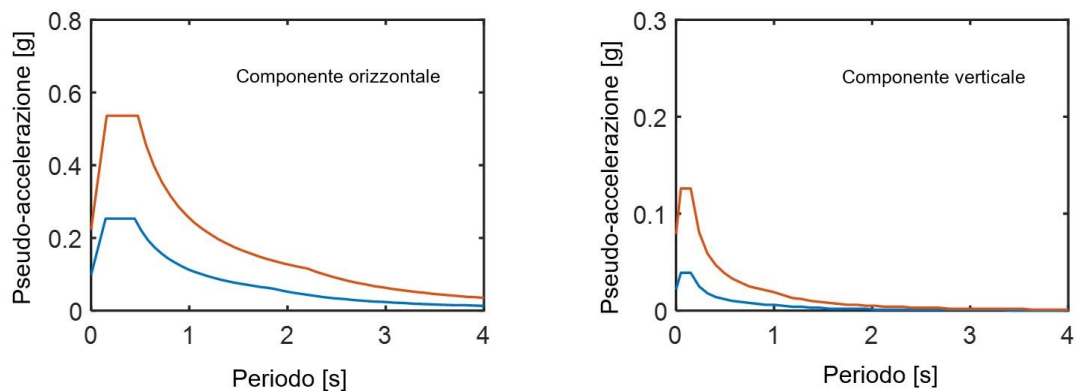 Pseudo-accelerazione [g]
0.8
0.6
0.4
0.2
0
Componente orizzontale
0 1 2 3 4
Periodo [s]
Pseudo-accelerazione [g]
0.3
0.2
0.1
0
Componente verticale
0 1 2 3 4
Periodo [s]